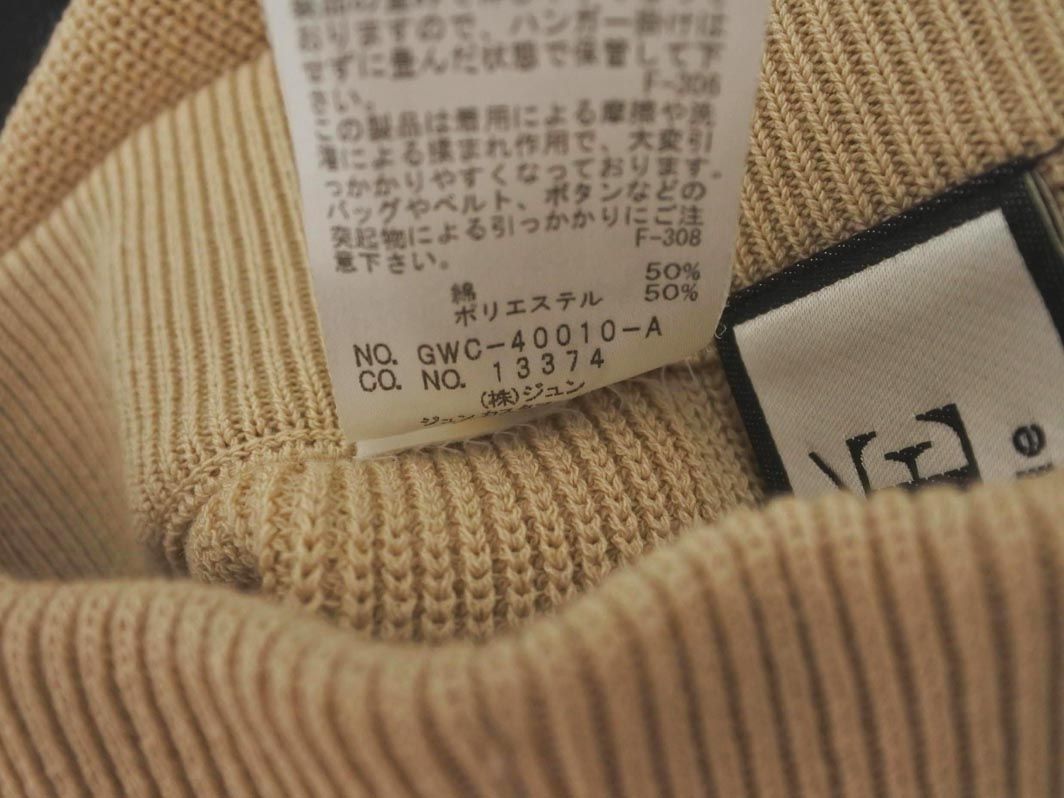 おりますので、ハンガー掛けは
せずに畳んだ状態で保管して下
さい。
F-306
この製品は着用による摩擦や洗
濯による揉まれ作用で、大変引
っかかりやすくなっております。
バッグやベルト、ボタンなどの
突起物による引っかかりにご注
意下さい。
F-308
綿 50%
ポリエステル 50%
NO. GWC-40010-A
CO. NO. 13374
(株)ジュン